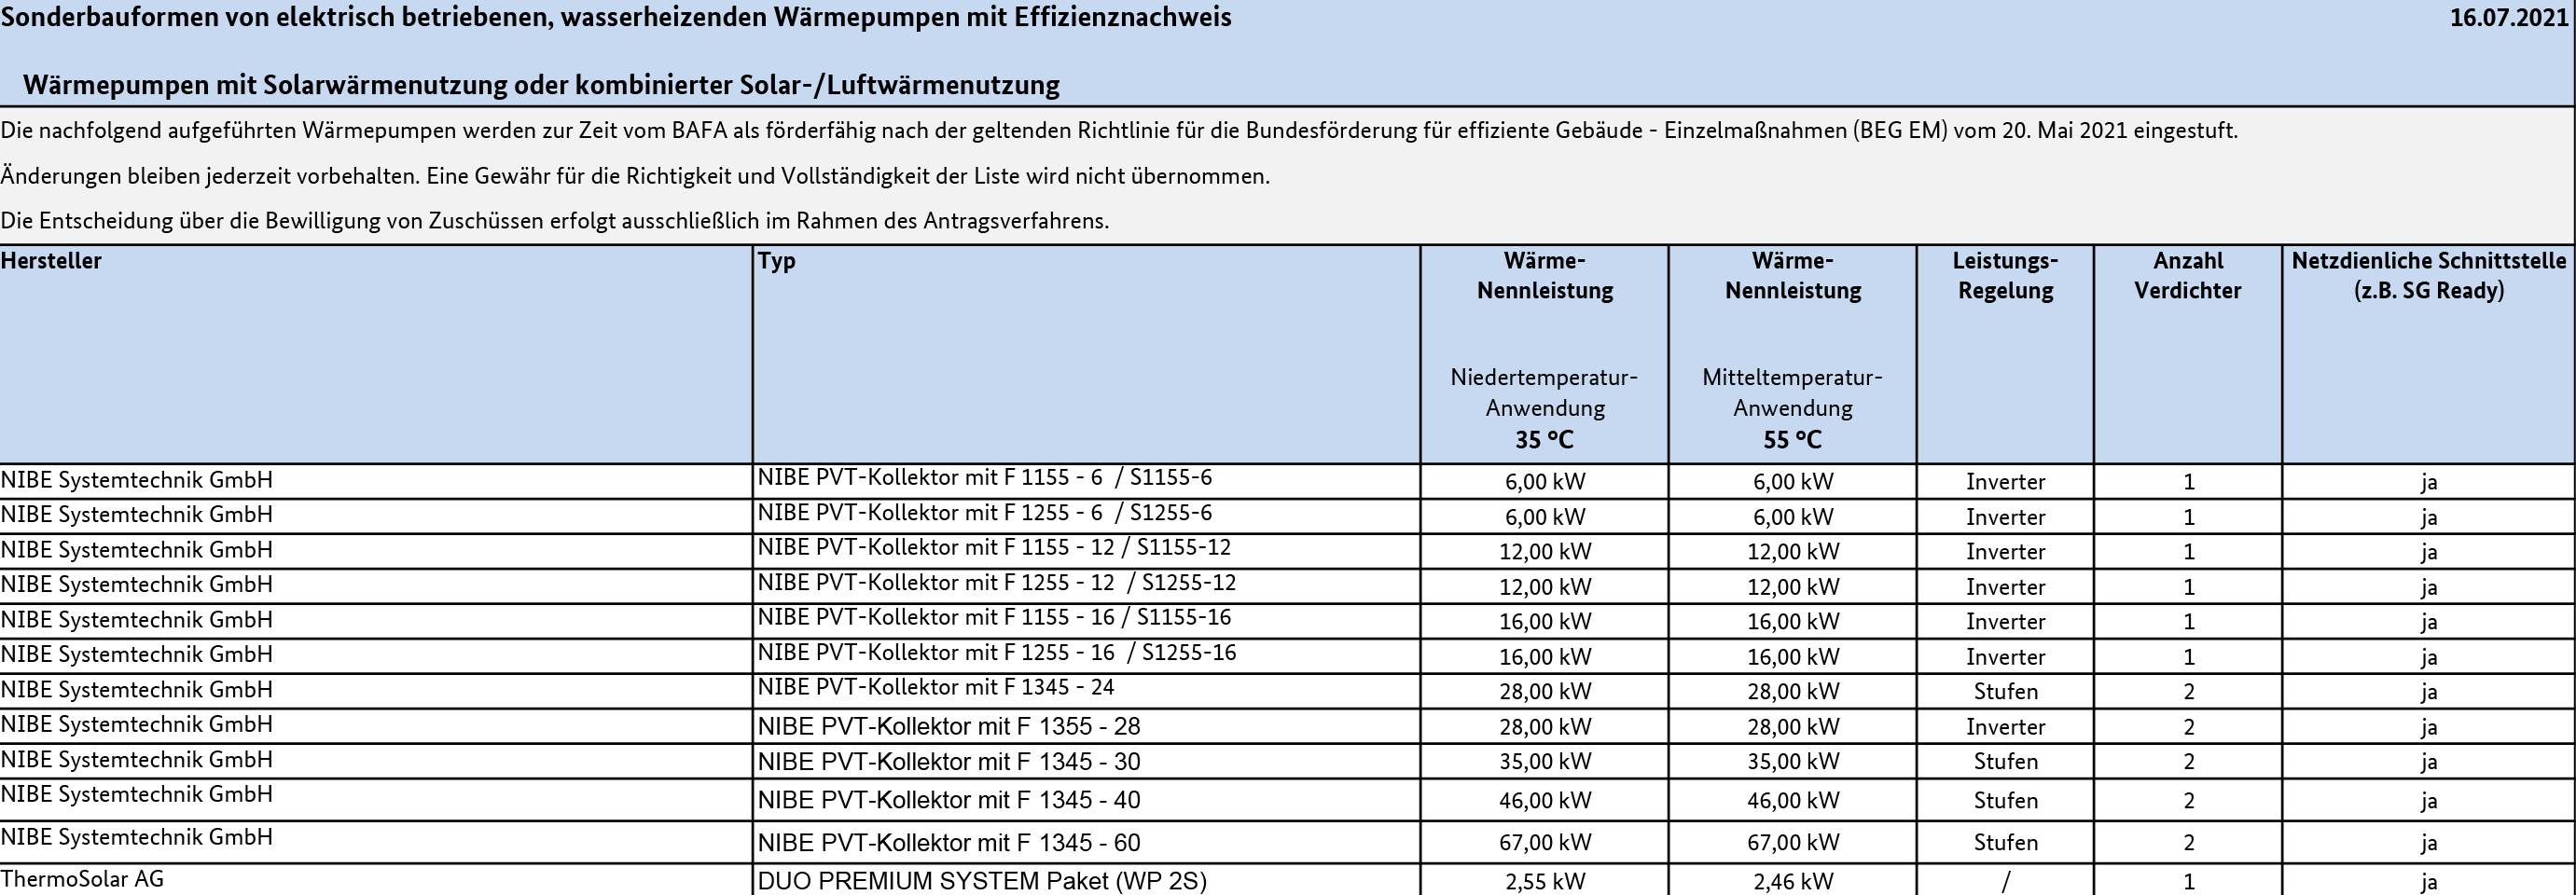 Sonderbauformen von elektrisch betriebenen, wasserheizenden Wärmepumpen mit Effizienznachweis 16.07.2021
Wärmepumpen mit Solarwärmenutzung oder kombinierter Solar-/Luftwärmenutzung
Die nachfolgend aufgeführten Wärmepumpen werden zur Zeit vom BAFA als förderfähig nach der geltenden Richtlinie für die Bundesförderung für effiziente Gebäude - Einzelmaßnahmen (BEG EM) vom 20. Mai 2021 eingestuft.
Änderungen bleiben jederzeit vorbehalten. Eine Gewähr für die Richtigkeit und Vollständigkeit der Liste wird nicht übernommen.
Die Entscheidung über die Bewilligung von Zuschüssen erfolgt ausschließlich im Rahmen des Antragsverfahrens.
Hersteller Typ Wärme- Wärme- Leistungs- Anzahl Netzdienliche Schnittstelle
Nennleistung Nennleistung Regelung Verdichter (z.B. SG Ready)
Niedertemperatur- Mitteltemperatur-
Anwendung Anwendung
35 °C 55 °C
NIBE Systemtechnik GmbH NIBE PVT-Kollektor mit F 1155 - 6 / S1155-6 6,00 kW 6,00 kW Inverter 1 ja
NIBE Systemtechnik GmbH NIBE PVT-Kollektor mit F 1255 - 6 / S1255-6 6,00 kW 6,00 kW Inverter 1 ja
NIBE Systemtechnik GmbH NIBE PVT-Kollektor mit F 1155 - 12 / S1155-12 12,00 kW 12,00 kW Inverter 1 ja
NIBE Systemtechnik GmbH NIBE PVT-Kollektor mit F 1255 - 12 / S1255-12 12,00 kW 12,00 kW Inverter 1 ja
NIBE Systemtechnik GmbH NIBE PVT-Kollektor mit F 1155 - 16 / S1155-16 16,00 kW 16,00 kW Inverter 1 ja
NIBE Systemtechnik GmbH NIBE PVT-Kollektor mit F 1255 - 16 / S1255-16 16,00 kW 16,00 kW Inverter 1 ja
NIBE Systemtechnik GmbH NIBE PVT-Kollektor mit F 1345 - 24 28,00 kW 28,00 kW Stufen 2 ja
NIBE Systemtechnik GmbH NIBE PVT-Kollektor mit F 1355 - 28 28,00 kW 28,00 kW Inverter 2 ja
NIBE Systemtechnik GmbH NIBE PVT-Kollektor mit F 1345 - 30 35,00 kW 35,00 kW Stufen 2 ja
NIBE Systemtechnik GmbH NIBE PVT-Kollektor mit F 1345 - 40 46,00 kW 46,00 kW Stufen 2 ja
NIBE Systemtechnik GmbH NIBE PVT-Kollektor mit F 1345 - 60 67,00 kW 67,00 kW Stufen 2 ja
ThermoSolar AG DUO PREMIUM SYSTEM Paket (WP 2S) 2,55 kW 2,46 kW / 1 ja